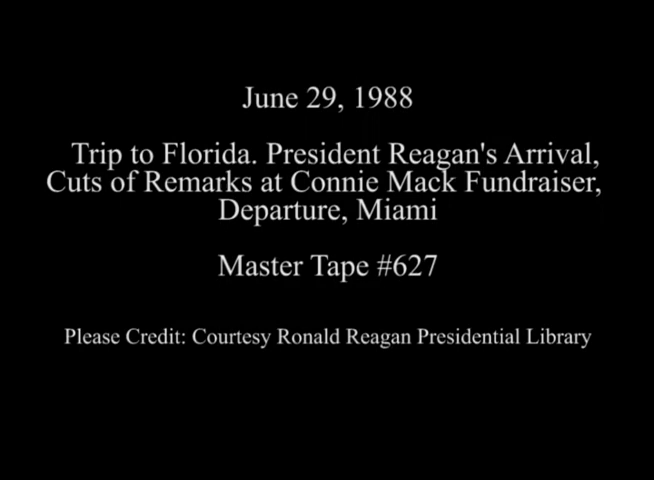 June 29, 1988
Trip to Florida. President Reagan's Arrival,
Cuts of Remarks at Connie Mack Fundraiser,
Departure, Miami
Master Tape #627
Please Credit: Courtesy Ronald Reagan Presidential Library